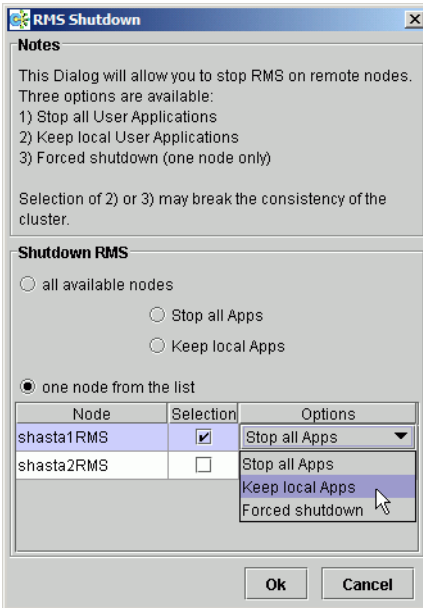 RMS Shutdown
Notes
This Dialog will allow you to stop RMS on remote nodes.
Three options are available:
1) Stop all User Applications
2) Keep local User Applications
3) Forced shutdown (one node only)
Selection of 2) or 3) may break the consistency of the
cluster.
Shutdown RMS
all available nodes
Stop all Apps
Keep local Apps
one node from the list
Node Selection Options
shasta1RMS Stop all Apps
shasta2RMS Stop all Apps
Keep local Apps
Forced shutdown
Ok Cancel